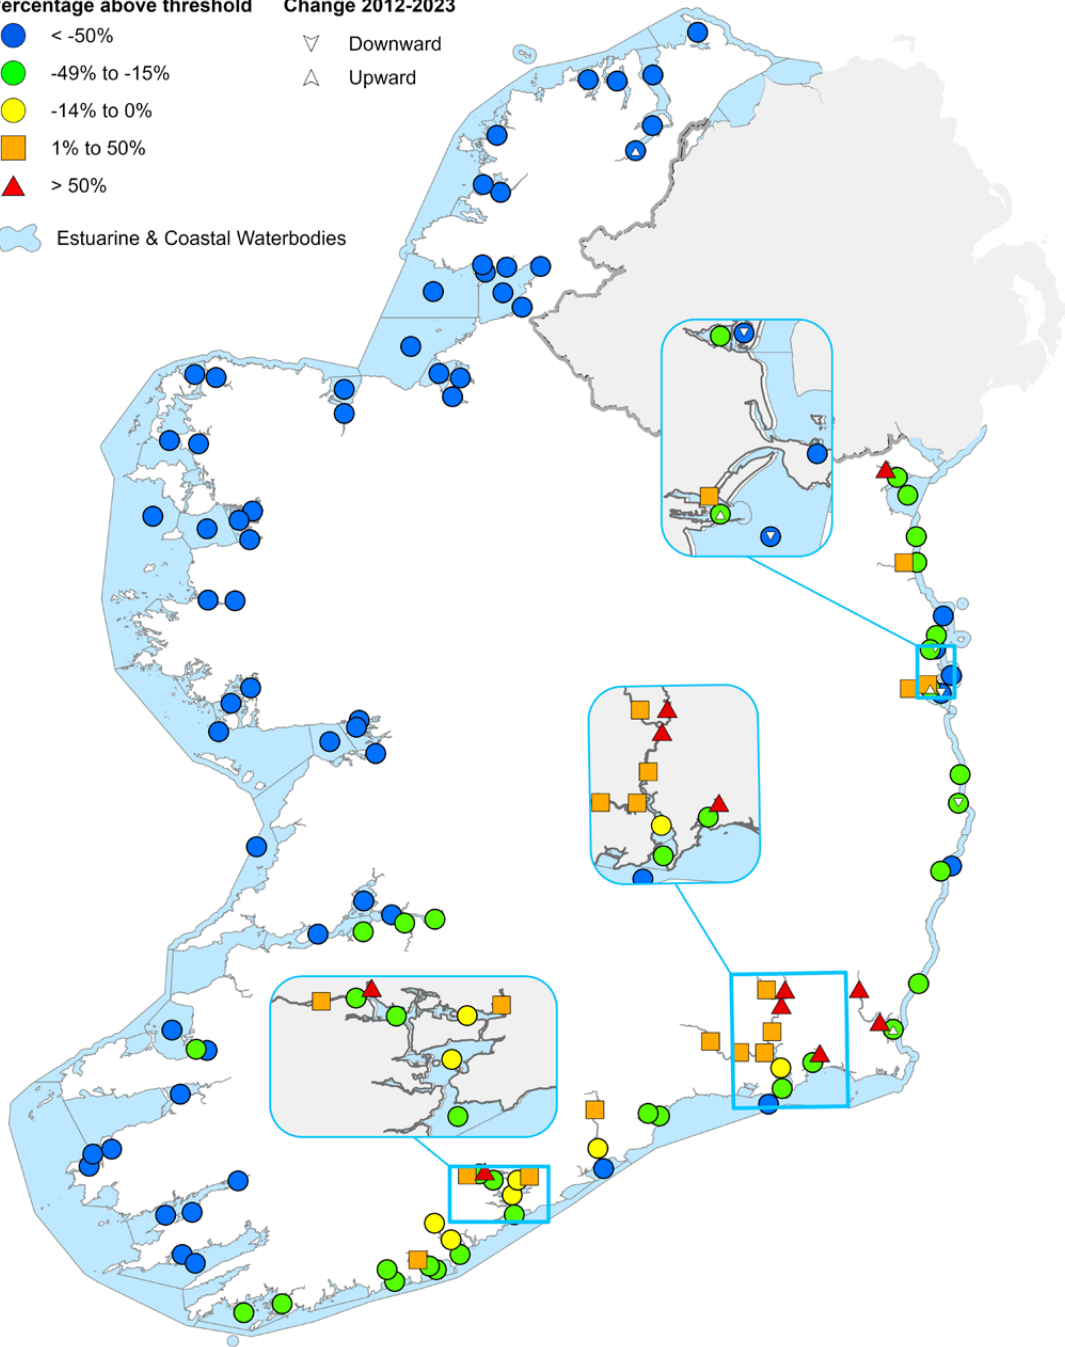 ercentage above threshold
Change 2012-2023
< -50%
Downward
-49% to -15%
Upward
-14% to 0%
1% to 50%
> 50%
Estuarine & Coastal Waterbodies